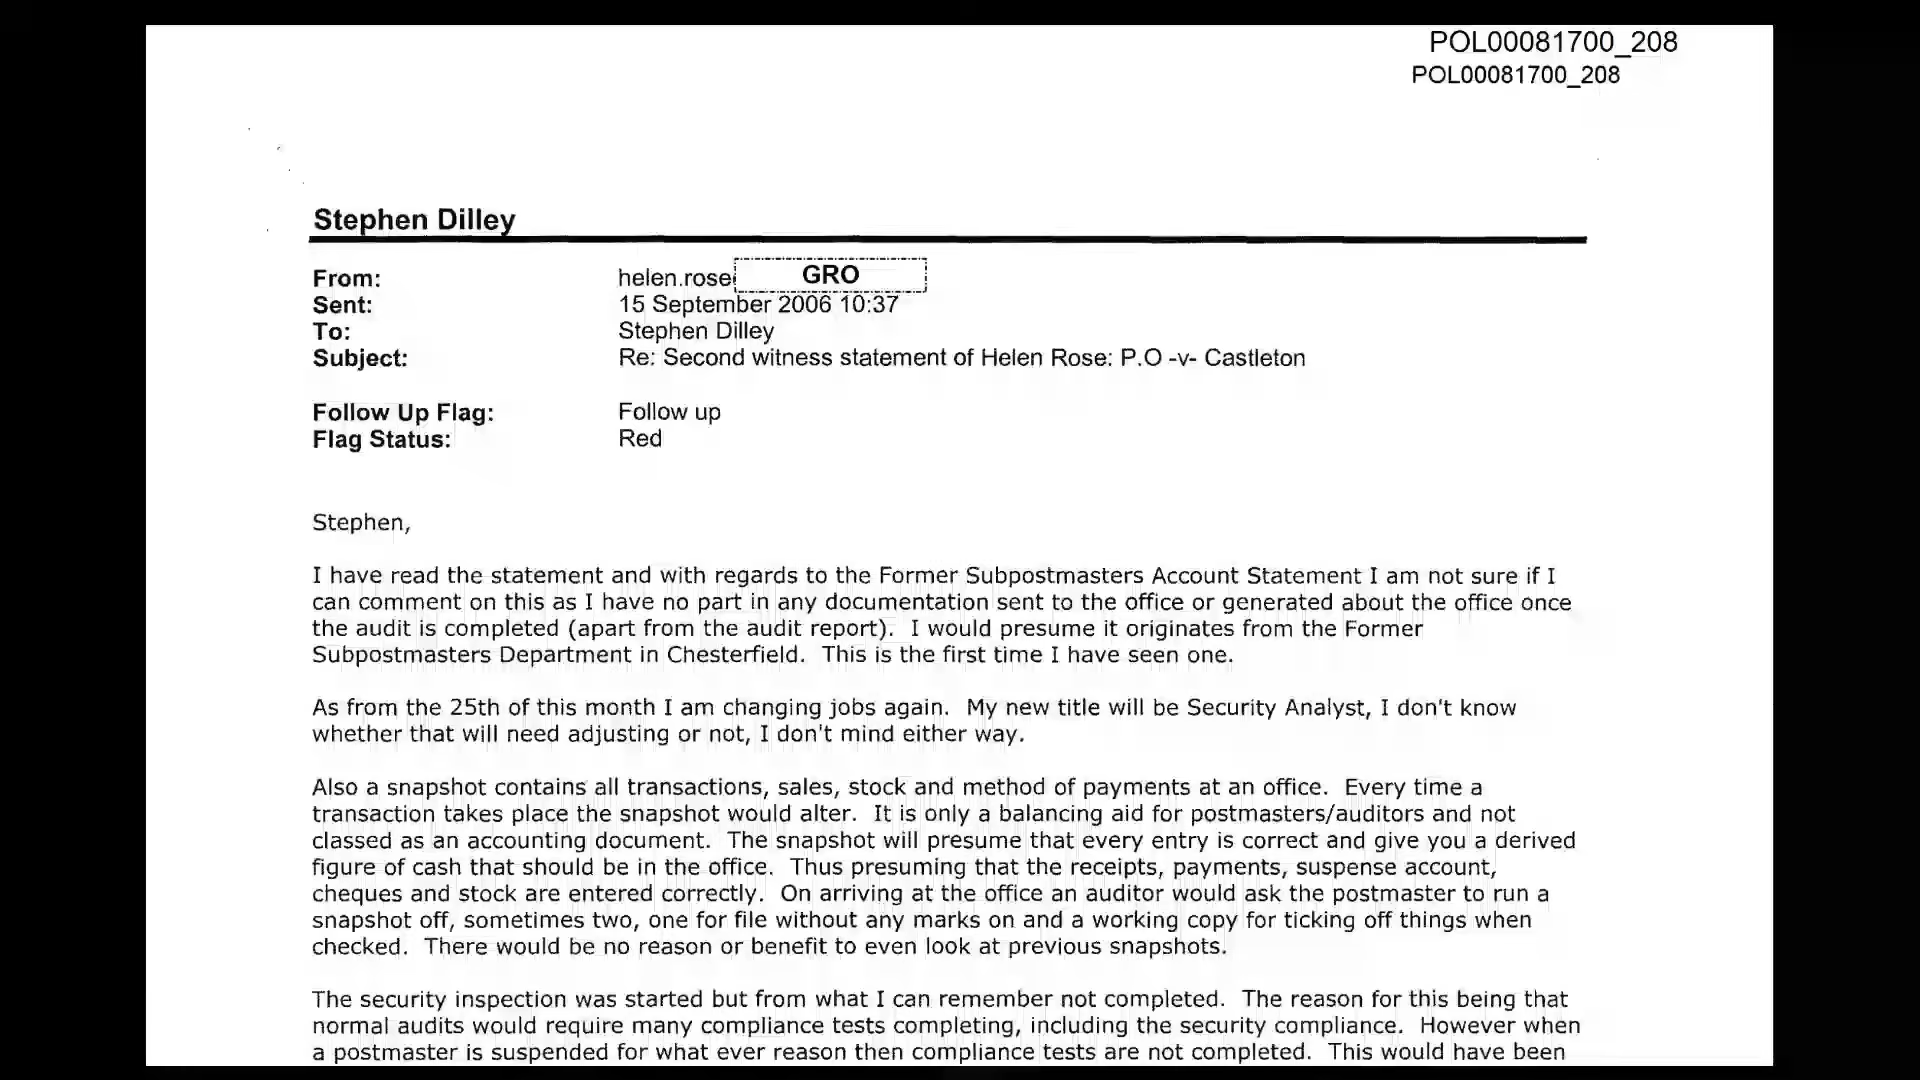 POL00081700_208
POL00081700_208
Stephen Dilley
From: helen.rose GRO
Sent: 15 September 2006 10:37
To: Stephen Dilley
Subject: Re: Second witness statement of Helen Rose: P.O -v- Castleton
Follow Up Flag: Follow up
Flag Status: Red
Stephen,
I have read the statement and with regards to the Former Subpostmasters Account Statement I am not sure if I
can comment on this as I have no part in any documentation sent to the office or generated about the office once
the audit is completed (apart from the audit report).  I would presume it originates from the Former
Subpostmasters Department in Chesterfield.  This is the first time I have seen one.
As from the 25th of this month I am changing jobs again.  My new title will be Security Analyst, I don't know
whether that will need adjusting or not, I don't mind either way.
Also a snapshot contains all transactions, sales, stock and method of payments at an office.  Every time a
transaction takes place the snapshot would alter.  It is only a balancing aid for postmasters/auditors and not
classed as an accounting document.  The snapshot will presume that every entry is correct and give you a derived
figure of cash that should be in the office.  Thus presuming that the receipts, payments, suspense account,
cheques and stock are entered correctly.  On arriving at the office an auditor would ask the postmaster to run a
snapshot off, sometimes two, one for file without any marks on and a working copy for ticking off things when
checked.  There would be no reason or benefit to even look at previous snapshots.
The security inspection was started but from what I can remember not completed.  The reason for this being that
normal audits would require many compliance tests completing, including the security compliance.  However when
a postmaster is suspended for what ever reason then compliance tests are not completed.  This would have been